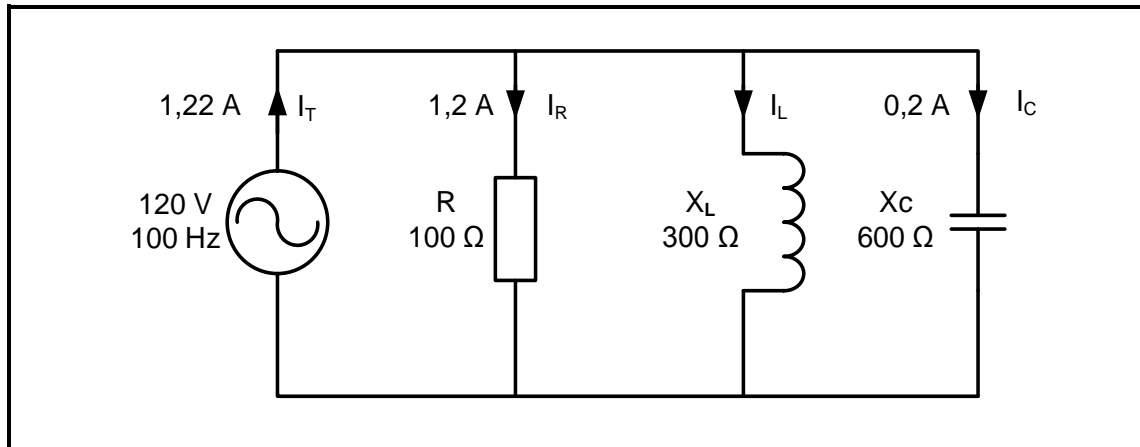 1,22 A
I_T
1,2 A
I_R
I_L
0,2 A
I_C
120 V
100 Hz
R
100 Ω
X_L
300 Ω
Xc
600 Ω